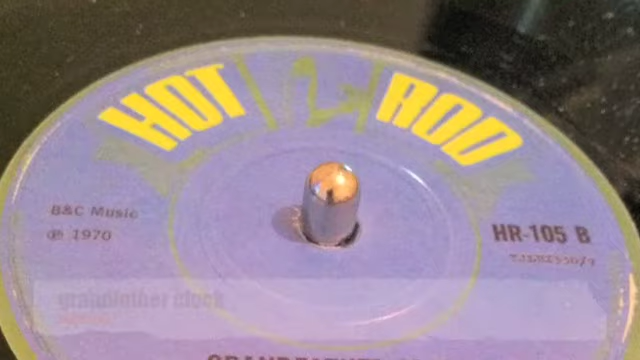 HOT ROD
B&C Music
℗ 1970
HR-105 B
grandfather clock